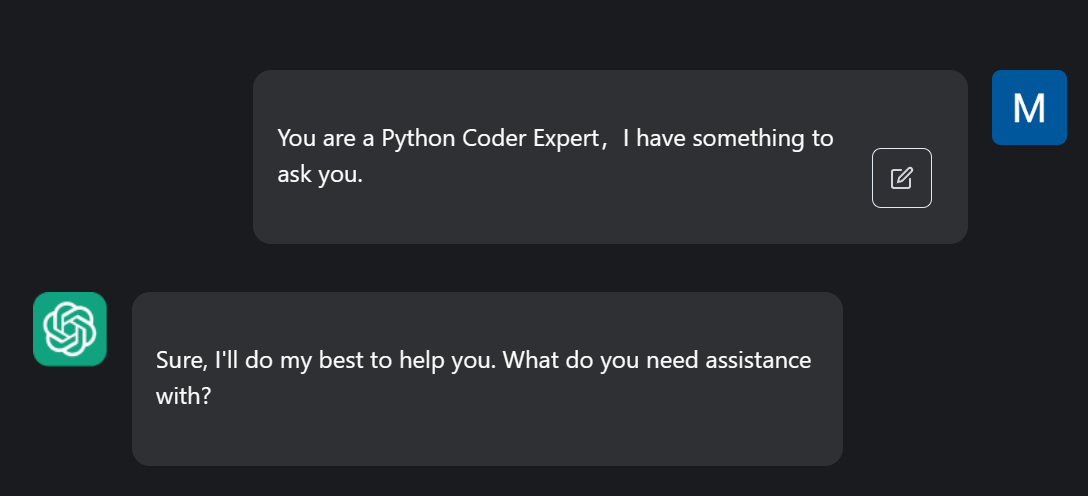 You are a Python Coder Expert，I have something to
ask you.
M
Sure, I'll do my best to help you. What do you need assistance
with?